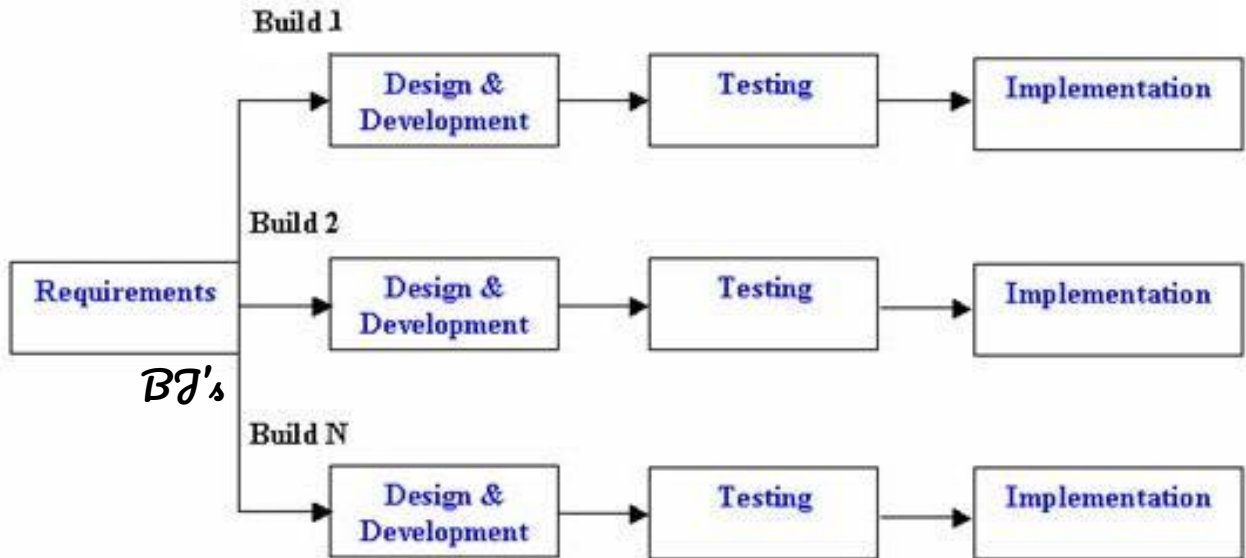 Build 1
Design &
Development
Testing
Implementation
Build 2
Requirements
Design &
Development
Testing
Implementation
BJ's
Build N
Design &
Development
Testing
Implementation